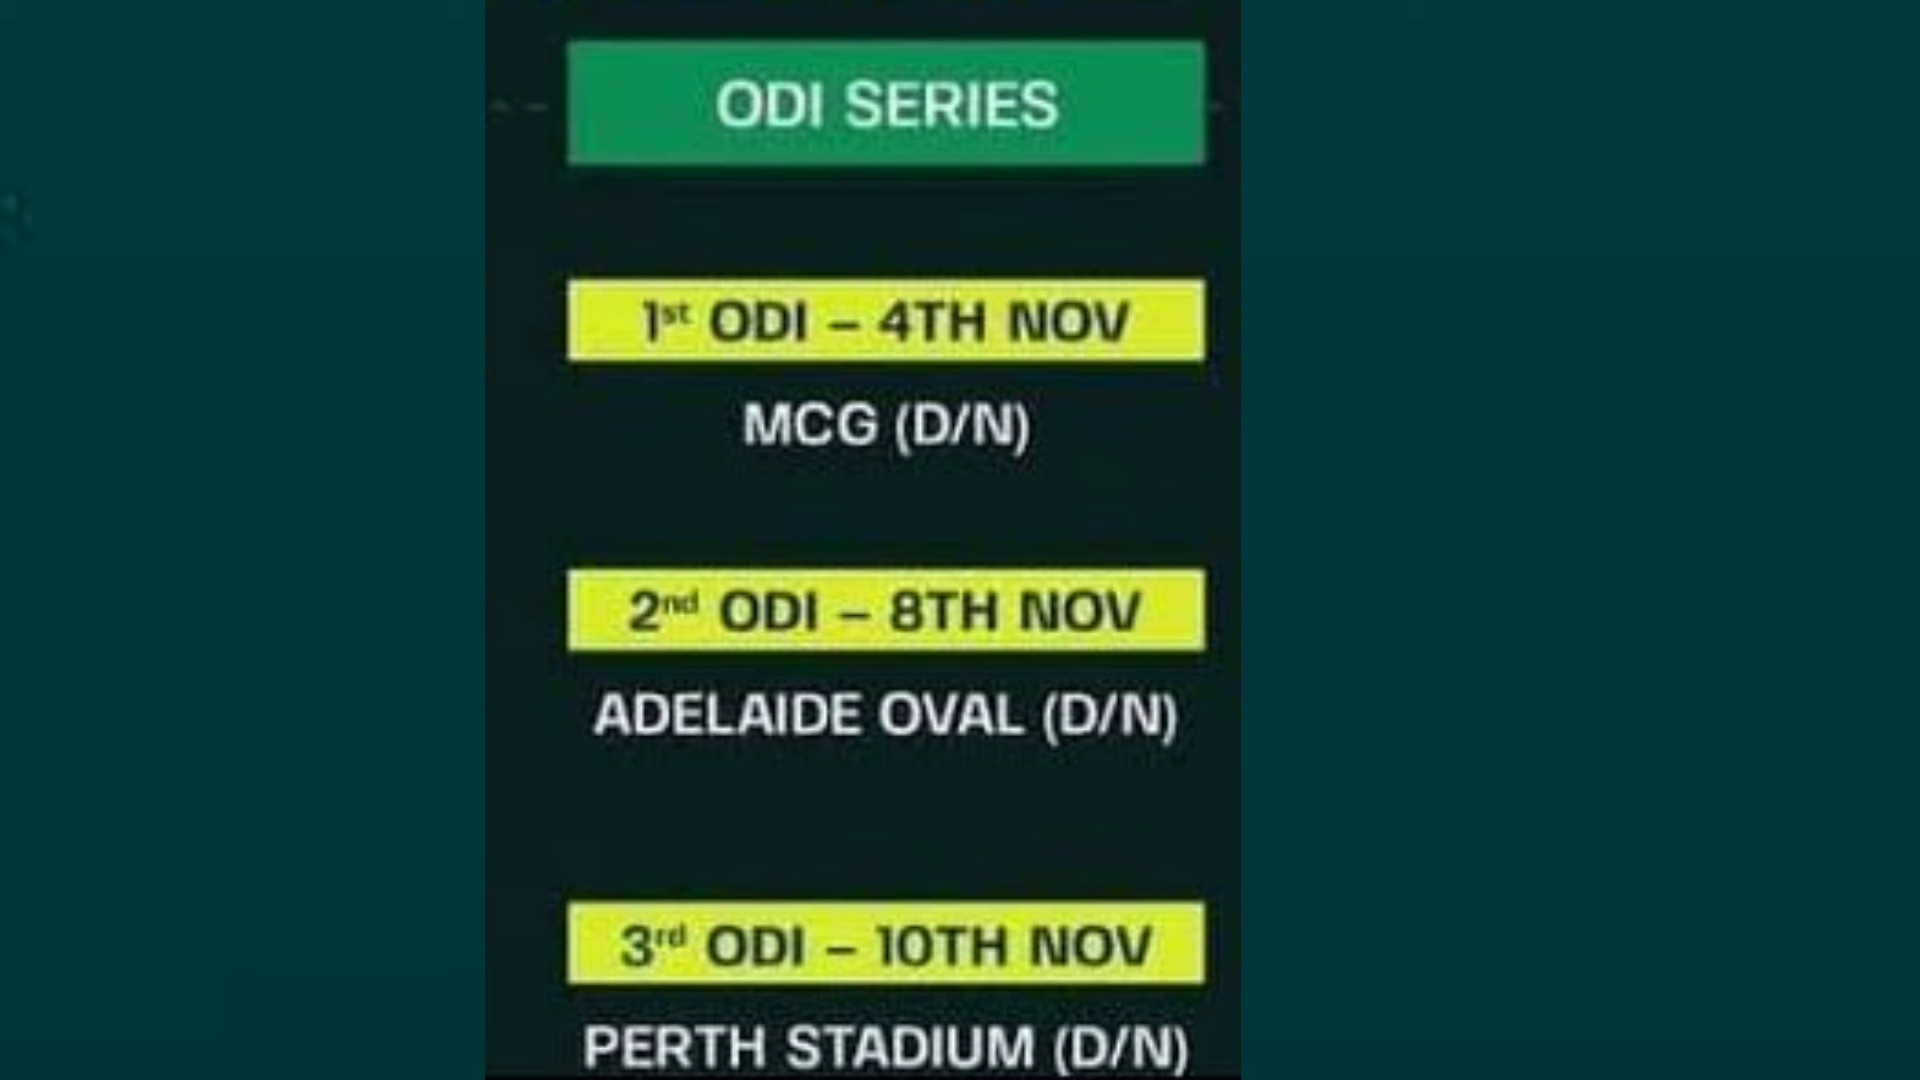 ODI SERIES
1st ODI – 4TH NOV
MCG (D/N)
2nd ODI – 8TH NOV
ADELAIDE OVAL (D/N)
3rd ODI – 10TH NOV
PERTH STADIUM (D/N)